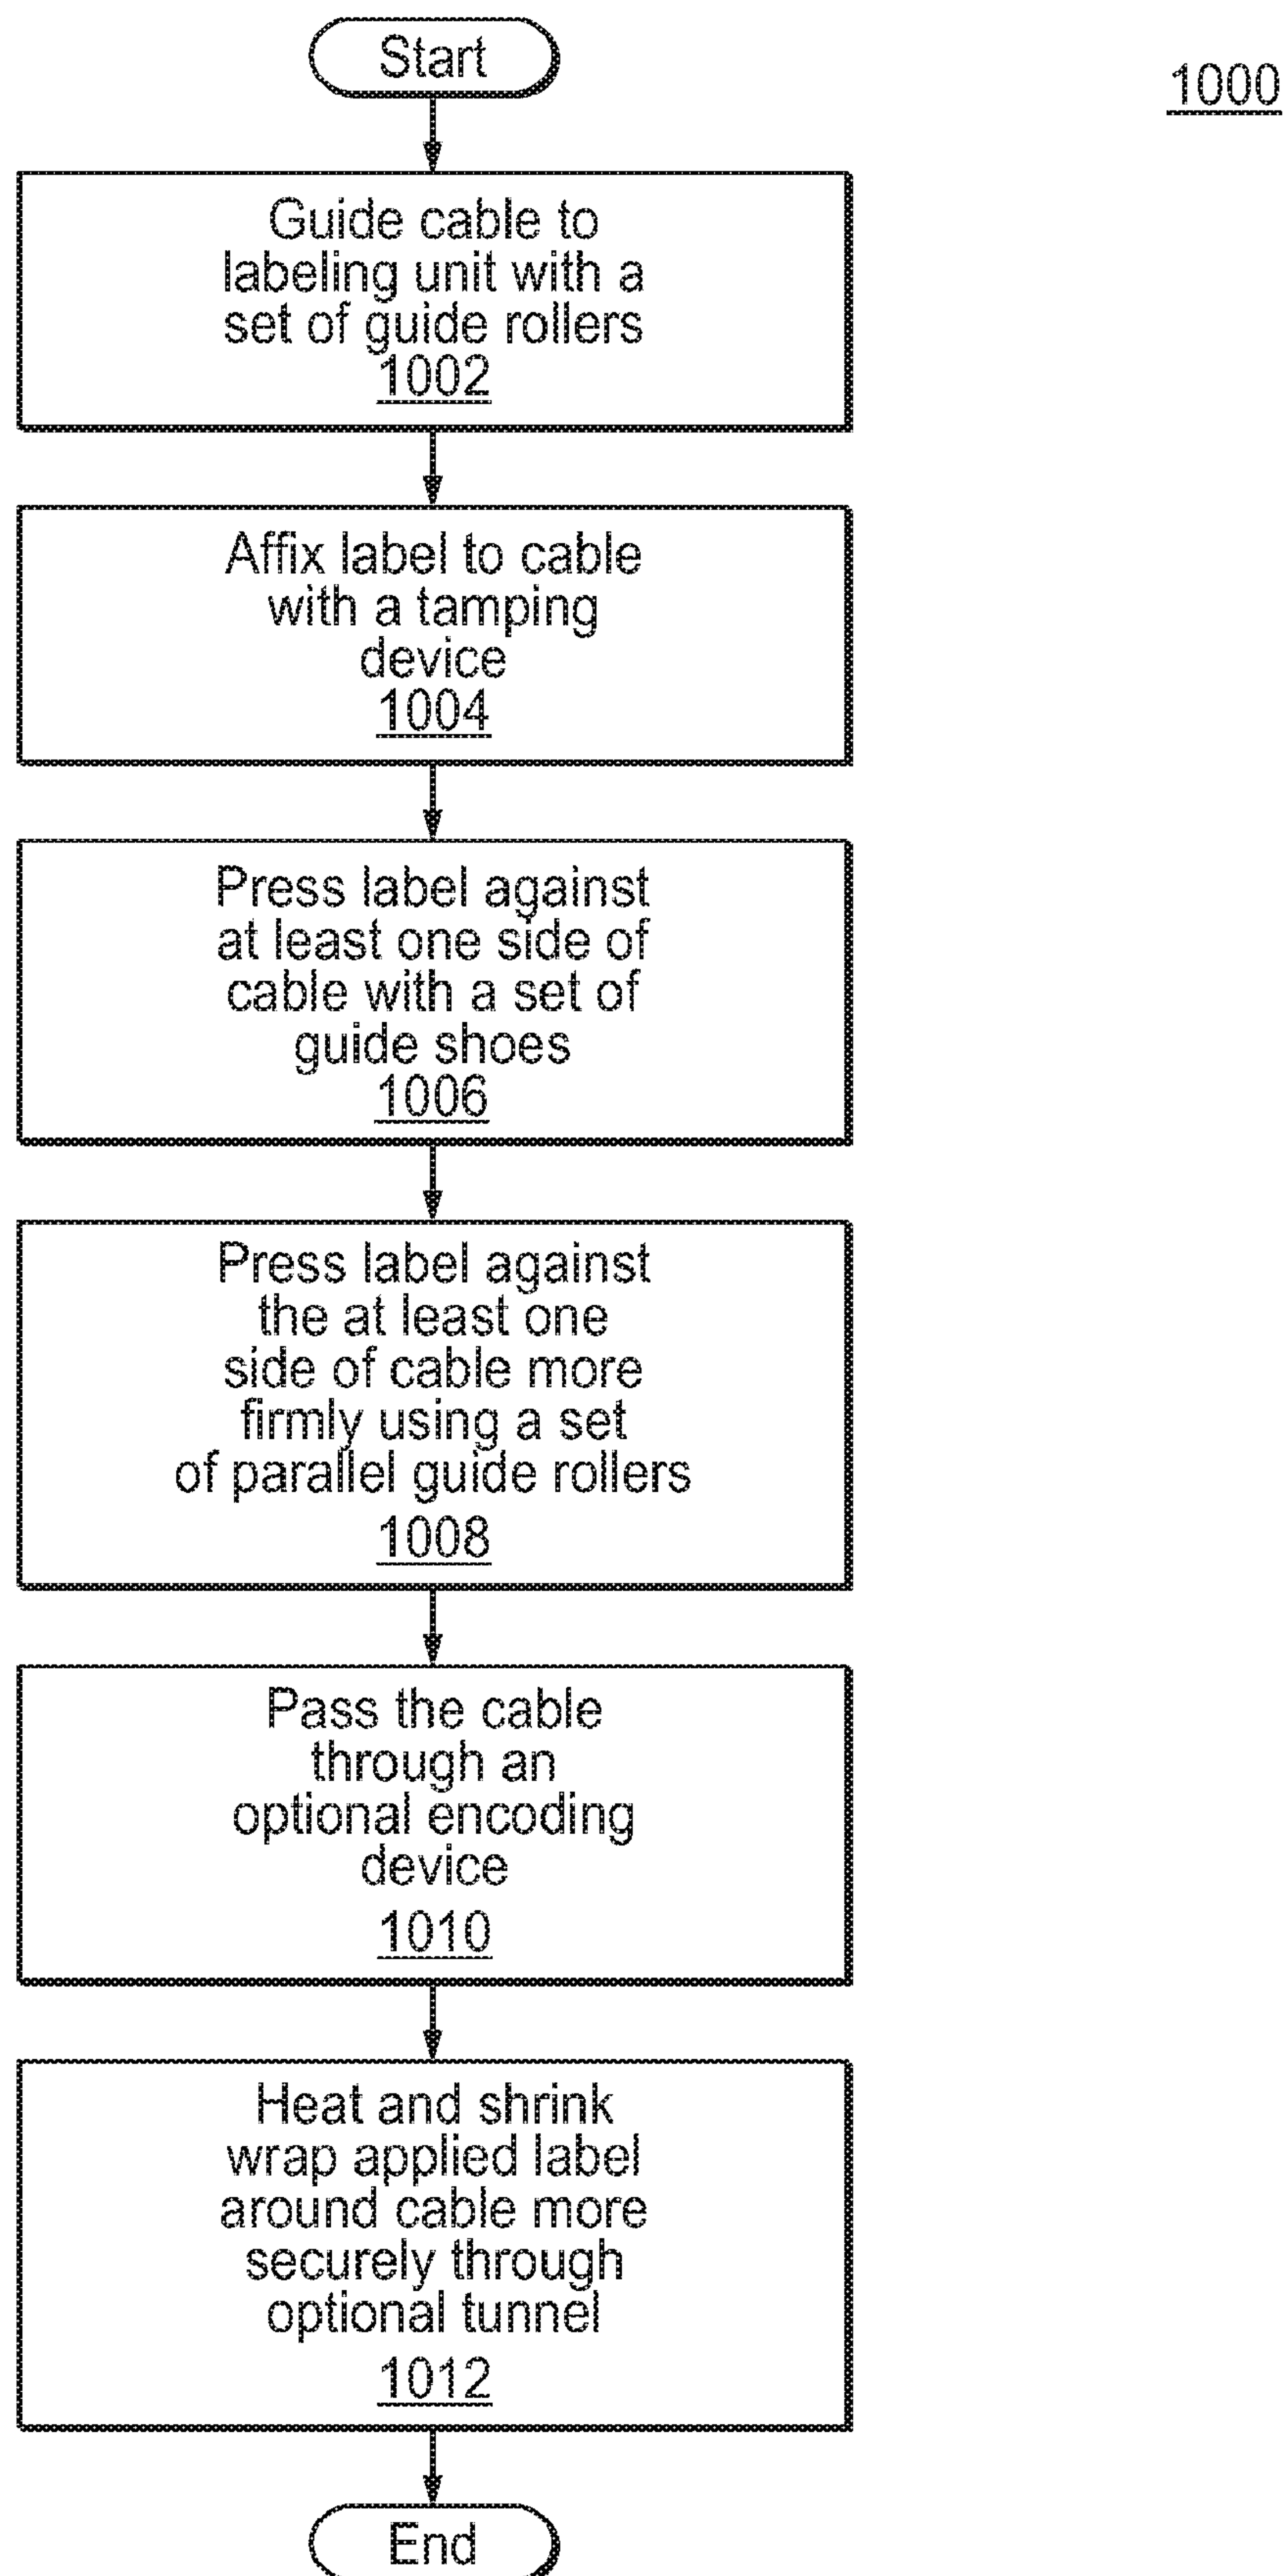 Start
1000
Guide cable to
labeling unit with a
set of guide rollers
1002
Affix label to cable
with a tamping
device
1004
Press label against
at least one side of
cable with a set of
guide shoes
1006
Press label against
the at least one
side of cable more
firmly using a set
of parallel guide rollers
1008
Pass the cable
through an
optional encoding
device
1010
Heat and shrink
wrap applied label
around cable more
securely through
optional tunnel
1012
End